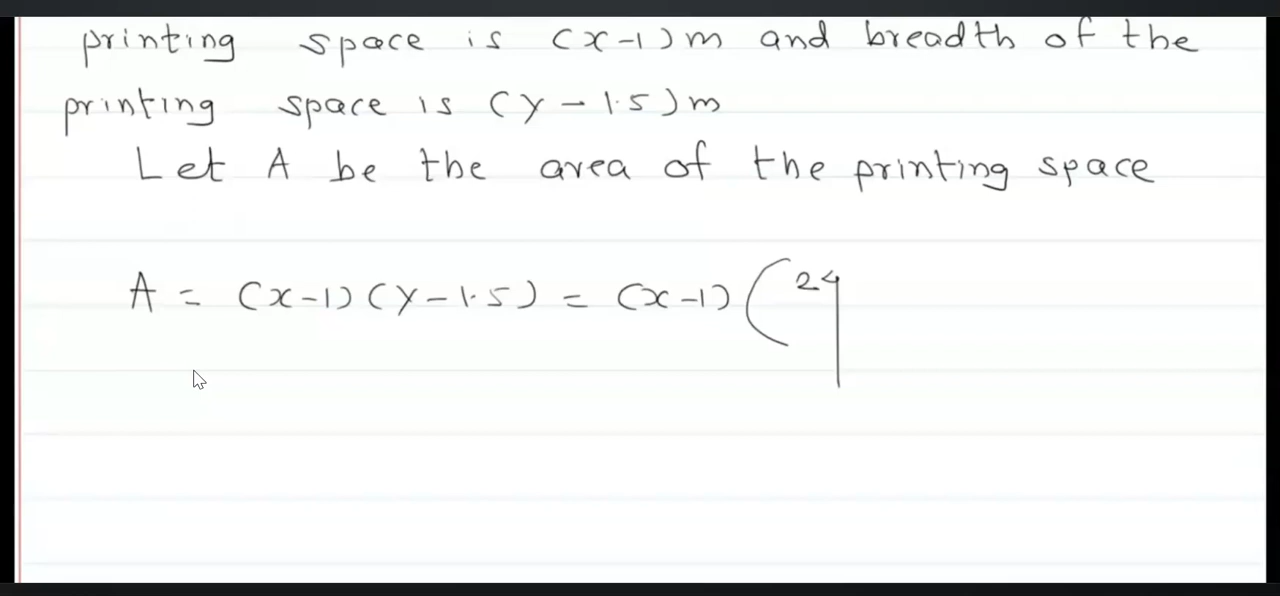 printing space is (x-1)m and breadth of the
printing space is (y-1.5)m
Let A be the area of the printing space
A = (x-1)(y-1.5) = (x-1)(24